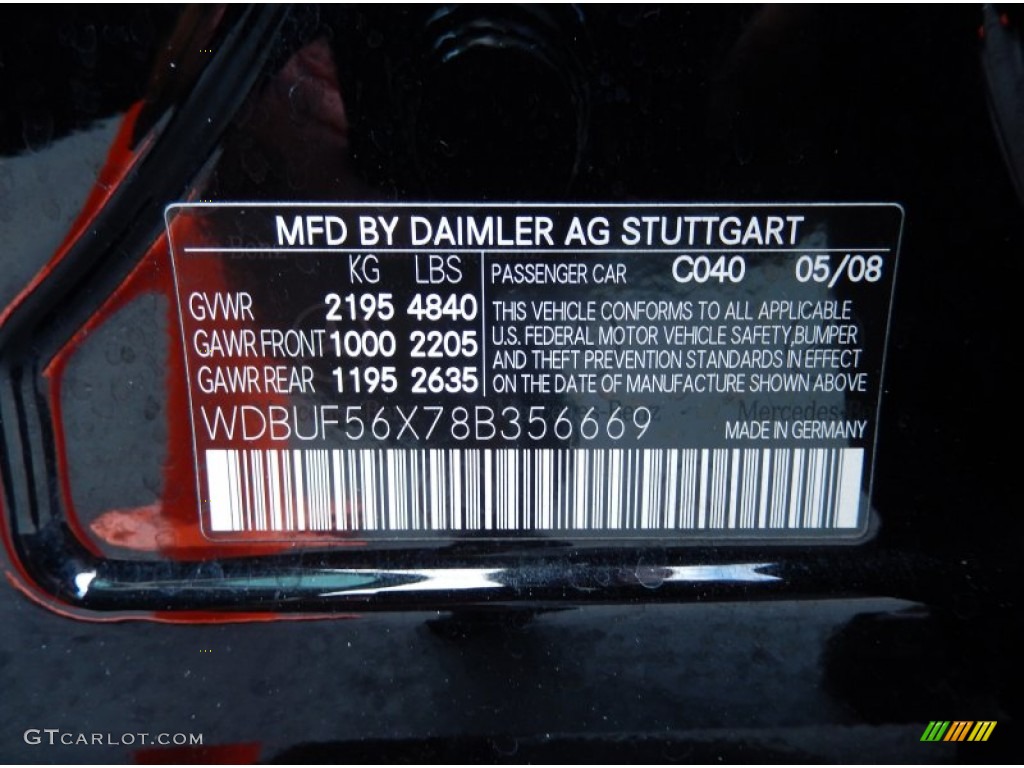 MFD BY DAIMLER AG STUTTGART
KG LBS
GVWR 2195 4840
GAWR FRONT 1000 2205
GAWR REAR 1195 2635
PASSENGER CAR C040 05/08
THIS VEHICLE CONFORMS TO ALL APPLICABLE
U.S. FEDERAL MOTOR VEHICLE SAFETY,BUMPER
AND THEFT PREVENTION STANDARDS IN EFFECT
ON THE DATE OF MANUFACTURE SHOWN ABOVE
WDBUF56X78B356669 MADE IN GERMANY
GTCARLOT.COM